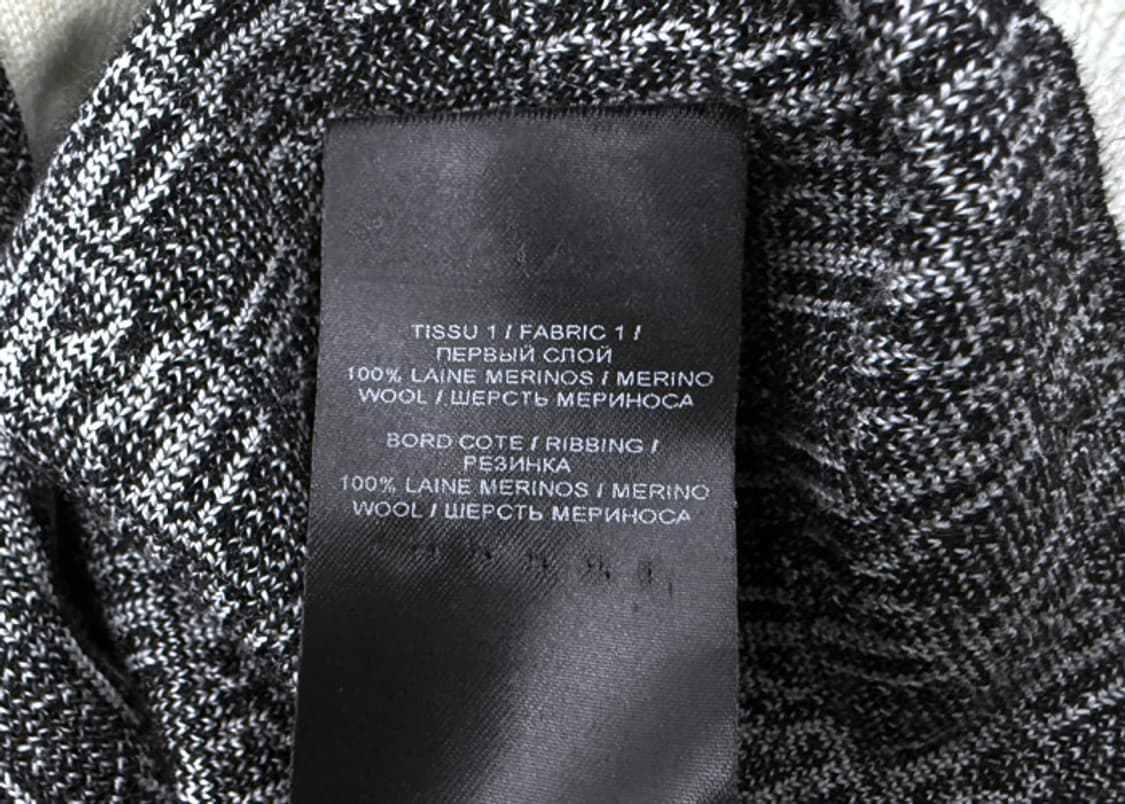 TISSU 1 / FABRIC 1 /
ПЕРВЫЙ СЛОЙ
100% LAINE MERINOS / MERINO
WOOL / ШЕРСТЬ МЕРИНОСА
BORD COTE / RIBBING /
РЕЗИНКА
100% LAINE MERINOS / MERINO
WOOL / ШЕРСТЬ МЕРИНОСА